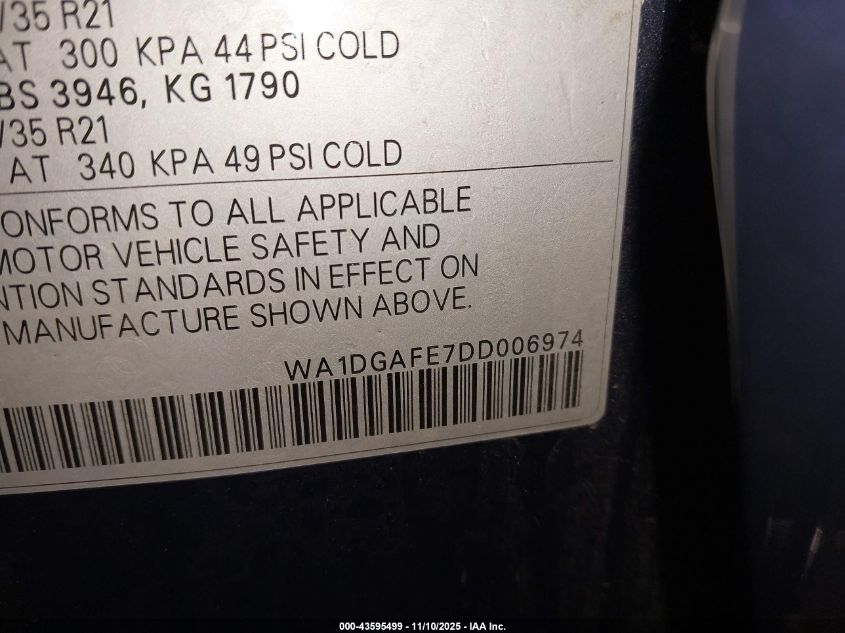 /35 R21
AT 300 KPA 44 PSI COLD
BS 3946, KG 1790
/35 R21
AT 340 KPA 49 PSI COLD
ONFORMS TO ALL APPLICABLE
MOTOR VEHICLE SAFETY AND
NTION STANDARDS IN EFFECT ON
MANUFACTURE SHOWN ABOVE.
WA1DGAFE7DD006974
000-43595499 - 11/10/2025 - IAA Inc.